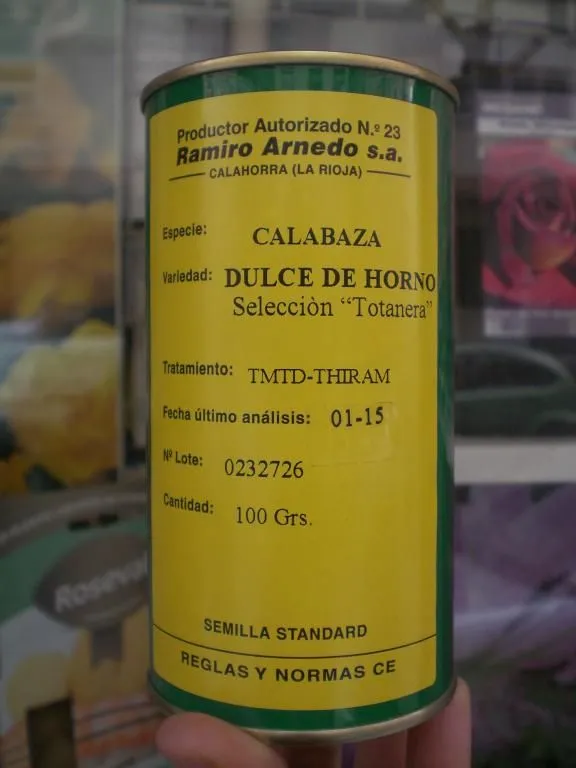 Productor Autorizado N.º 23
Ramiro Arnedo s.a.
CALAHORRA (LA RIOJA)
Especie: CALABAZA
Variedad: DULCE DE HORNO
Selecciòn "Totanera"
Tratamiento: TMTD-THIRAM
Fecha último análisis: 01-15
Nº Lote: 0232726
Cantidad: 100 Grs.
SEMILLA STANDARD
REGLAS Y NORMAS CE